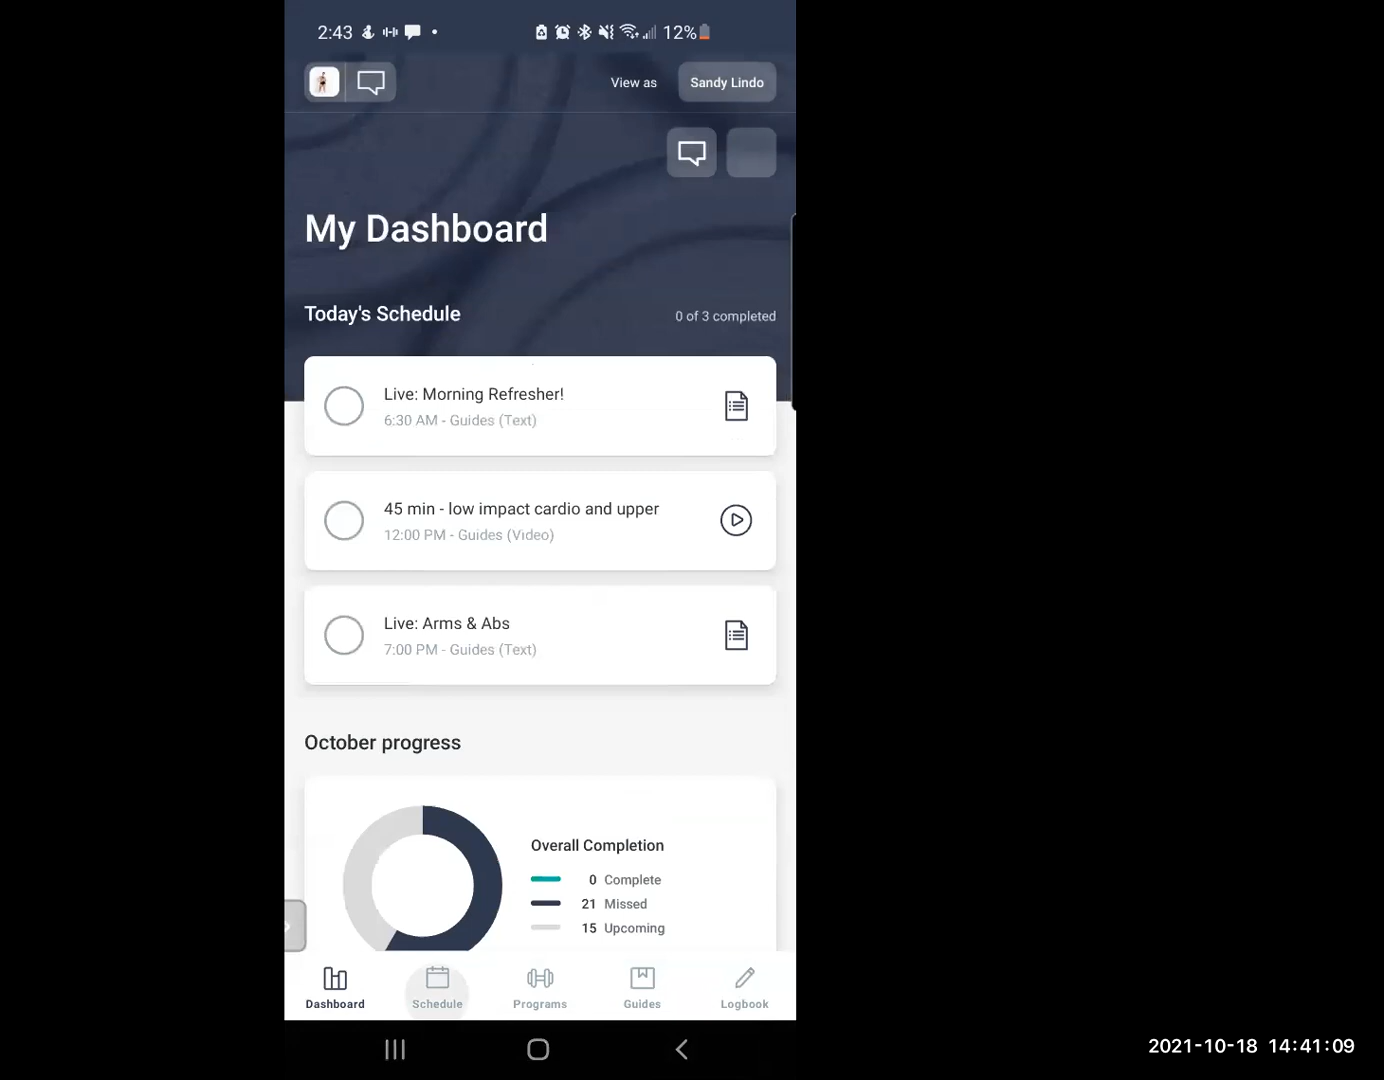 2:43
12%
View as
Sandy Lindo
My Dashboard
Today's Schedule
0 of 3 completed
Live: Morning Refresher!
6:30 AM - Guides (Text)
45 min - low impact cardio and upper
12:00 PM - Guides (Video)
Live: Arms & Abs
7:00 PM - Guides (Text)
October progress
Overall Completion
0 Complete
21 Missed
15 Upcoming
Dashboard
Schedule
Programs
Guides
Logbook
2021-10-18 14:41:09